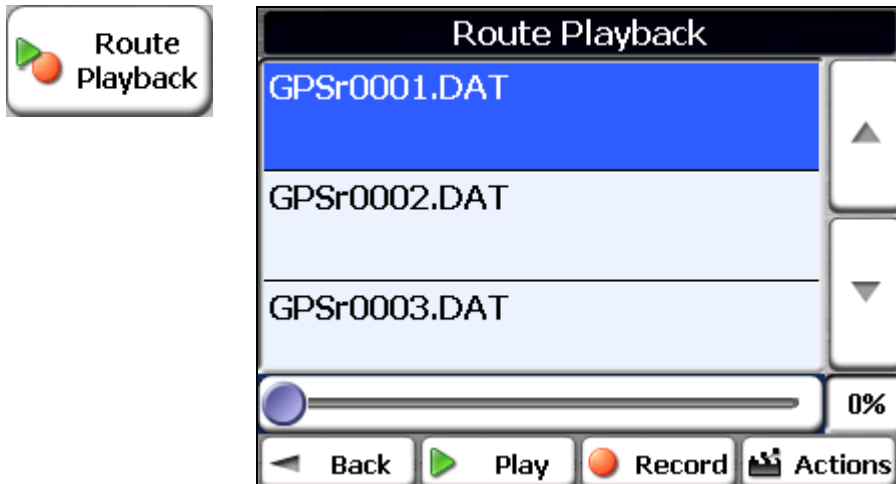 Route
Playback
Route Playback
GPSr0001.DAT
GPSr0002.DAT
GPSr0003.DAT
0%
Back Play Record Actions